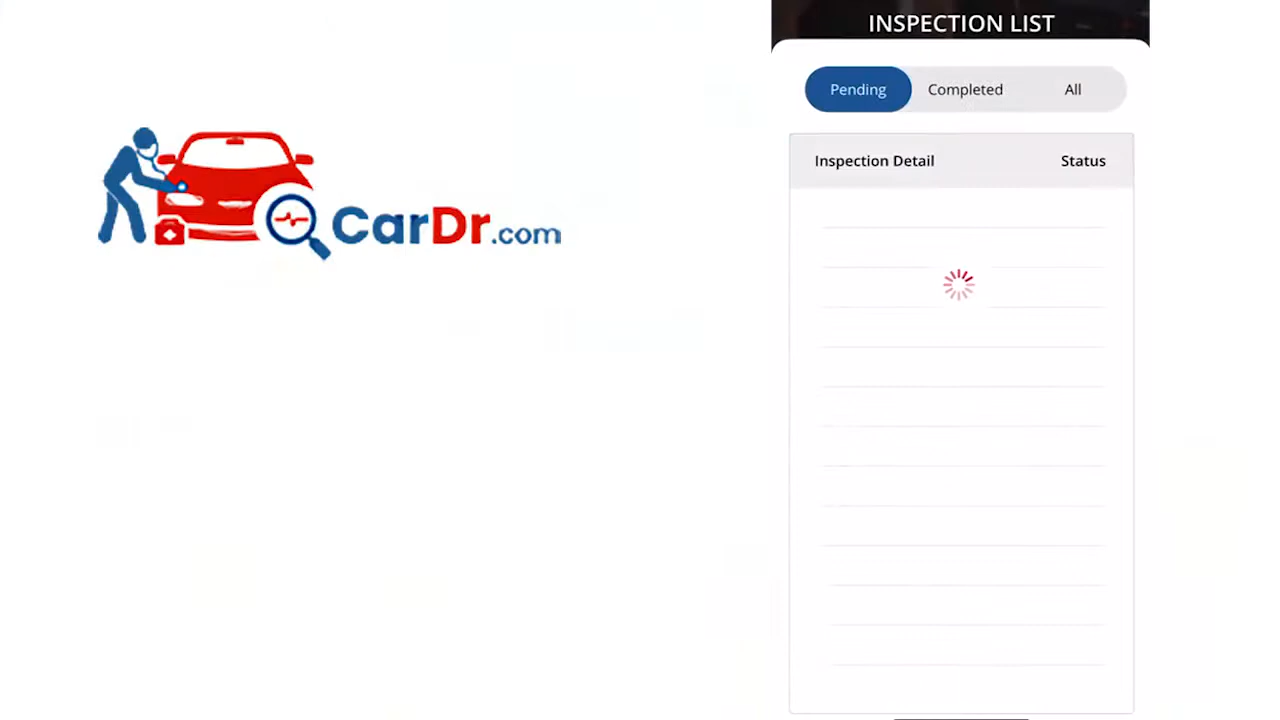 CarDr.com
INSPECTION LIST
Pending Completed All
Inspection Detail Status